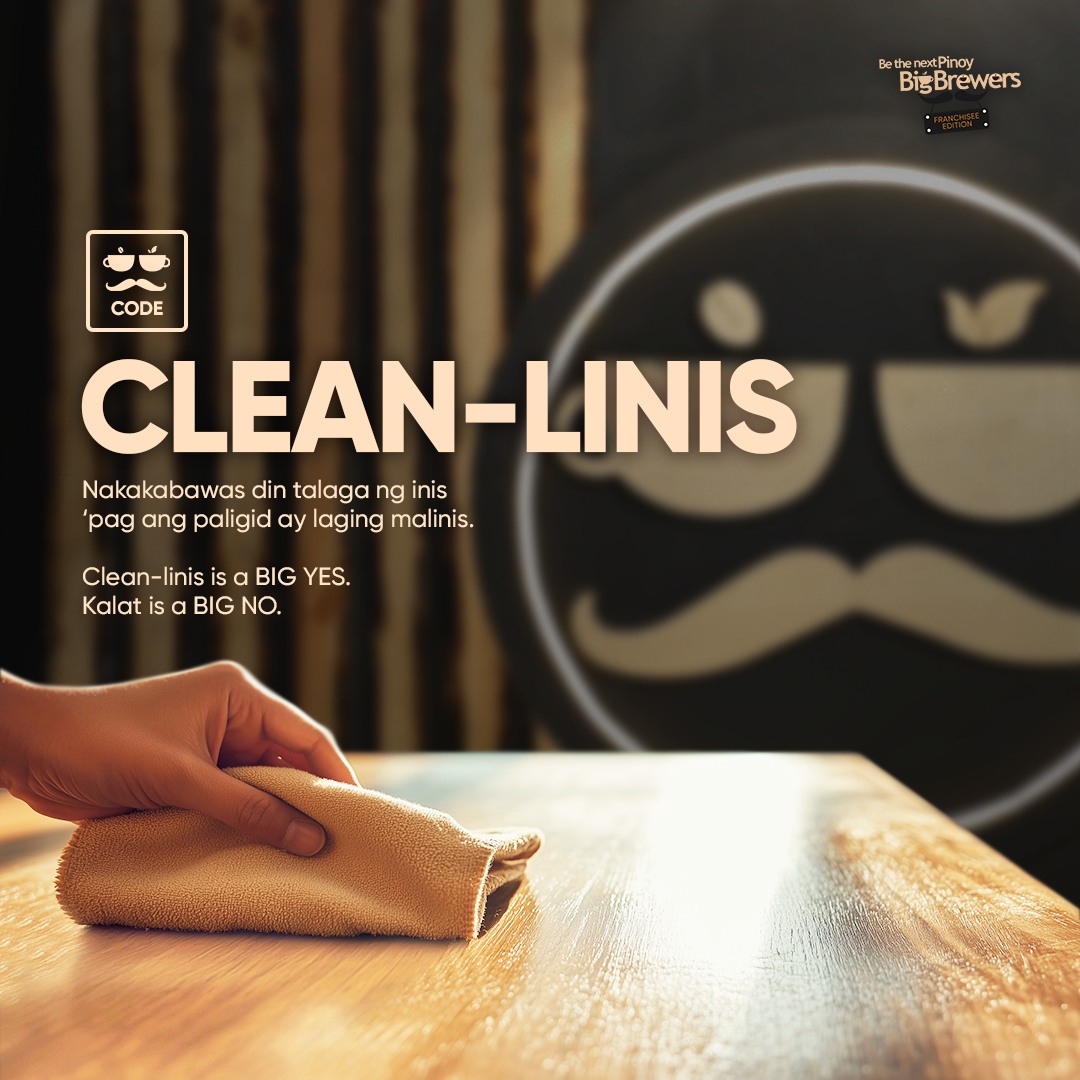 Be the next Pinoy
BigBrewers
FRANCHISEE
EDITION
CODE
CLEAN-LINIS
Nakakabawas din talaga ng inis
‘pag ang paligid ay laging malinis.
Clean-linis is a BIG YES.
Kalat is a BIG NO.